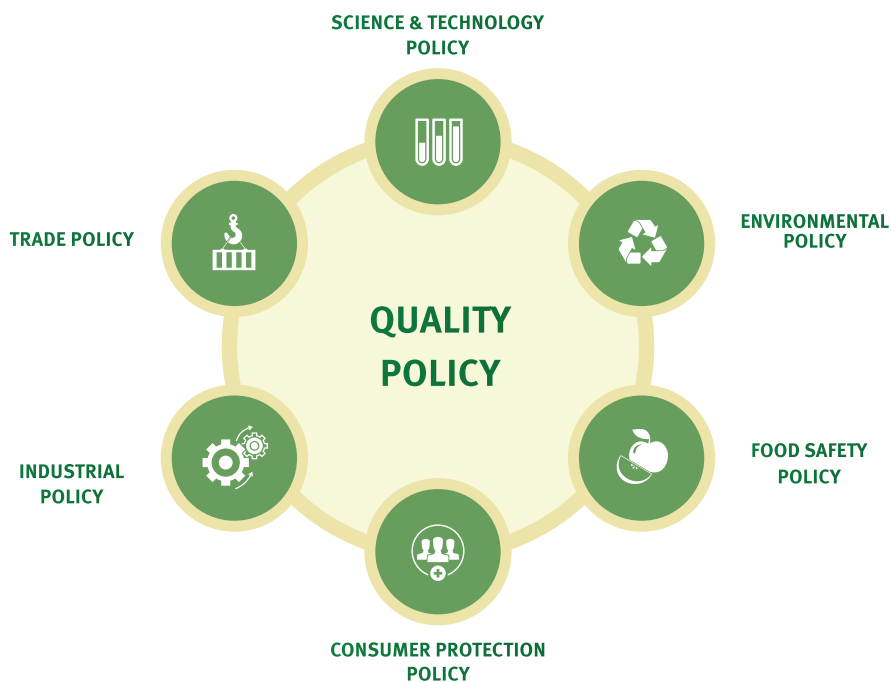 SCIENCE & TECHNOLOGY
POLICY
TRADE POLICY
ENVIRONMENTAL
POLICY
QUALITY
POLICY
INDUSTRIAL
POLICY
FOOD SAFETY
POLICY
CONSUMER PROTECTION
POLICY